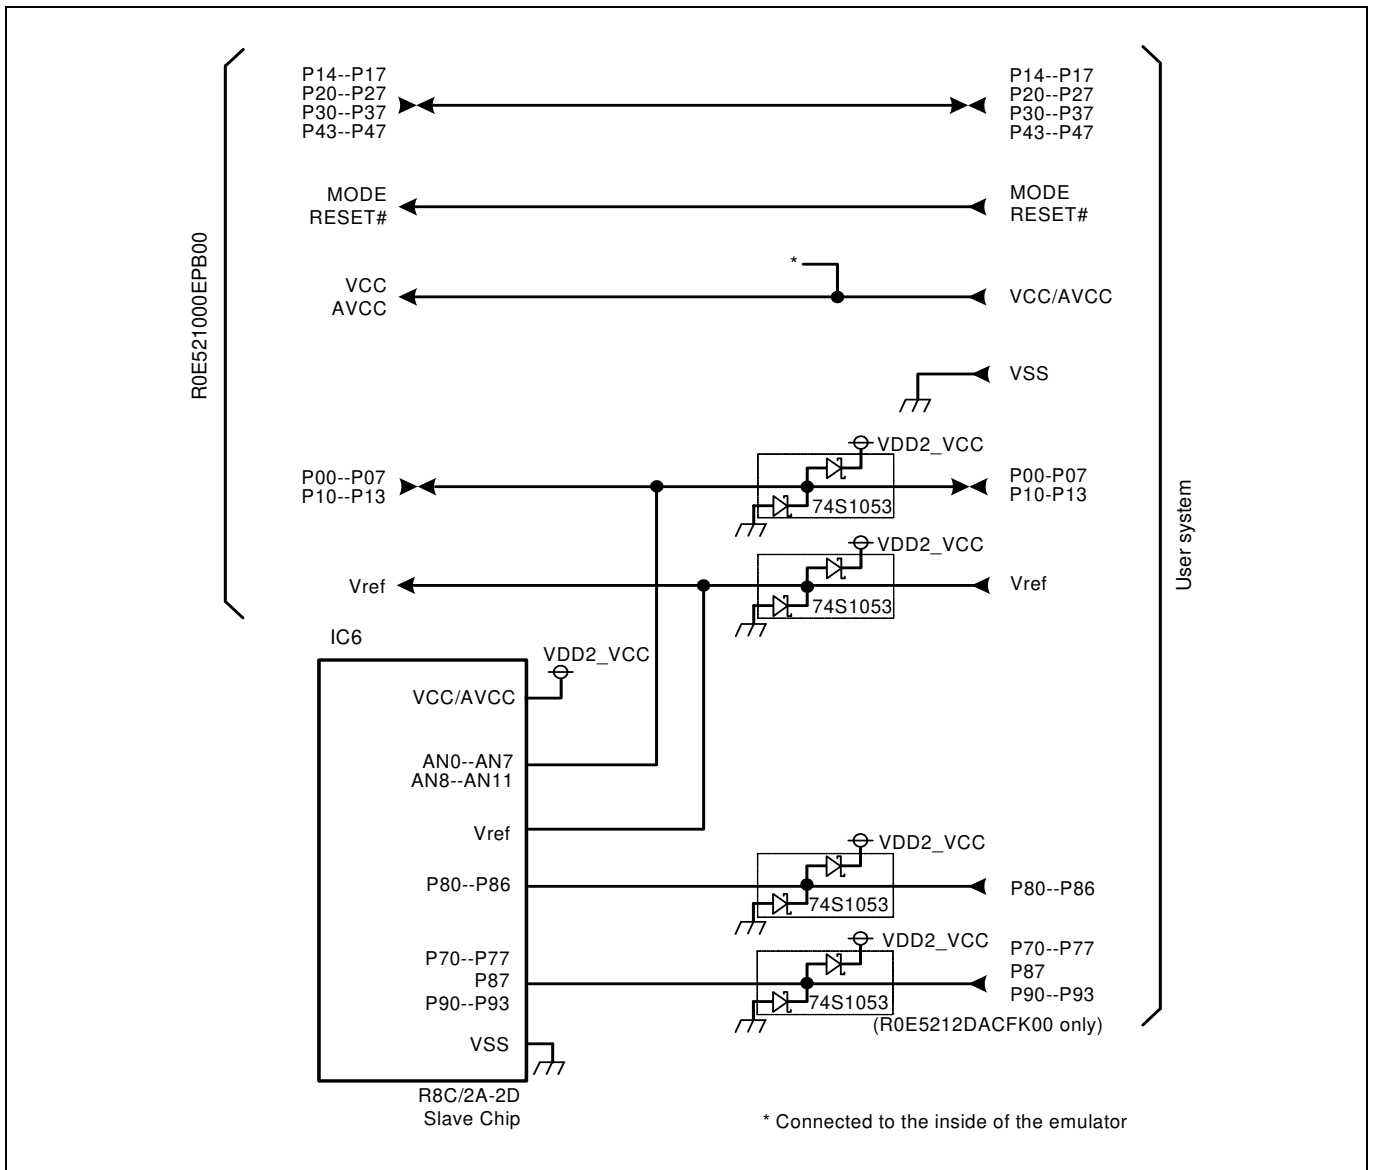 P14--P17
P20--P27
P30--P37
P43--P47
P14--P17
P20--P27
P30--P37
P43--P47
MODE
RESET#
MODE
RESET#
*
VCC
AVCC
VCC/AVCC
VSS
R0E521000EPB00
User system
VDD2_VCC
P00--P07
P10--P13
74S1053
P00-P07
P10-P13
VDD2_VCC
Vref
74S1053
Vref
IC6
VDD2_VCC
VCC/AVCC
AN0--AN7
AN8--AN11
Vref
VDD2_VCC
P80--P86
74S1053
P80--P86
VDD2_VCC
P70--P77
P87
P90--P93
74S1053
P70--P77
P87
P90--P93
(R0E5212DACFK00 only)
VSS
R8C/2A-2D
Slave Chip
* Connected to the inside of the emulator